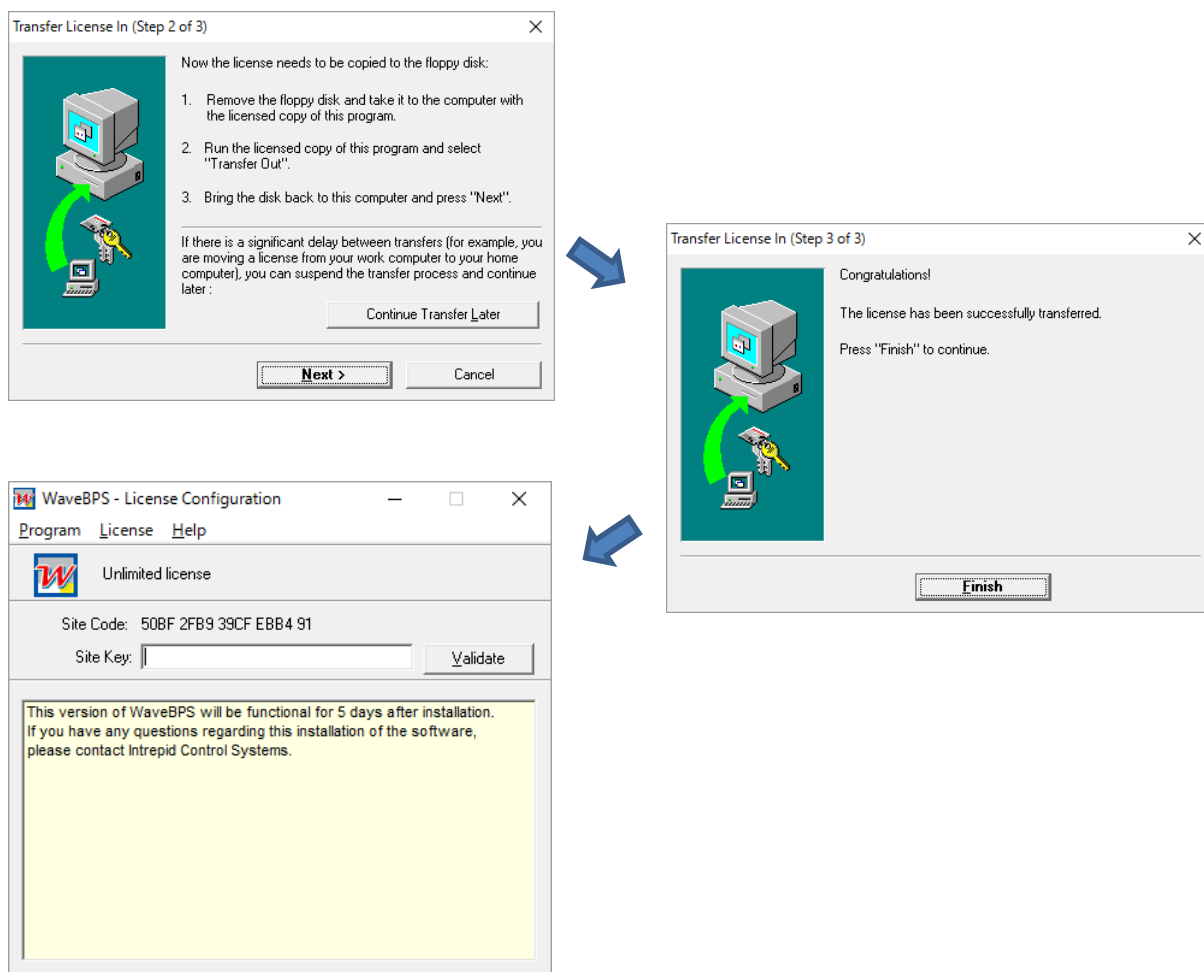 Transfer License In (Step 2 of 3)
Now the license needs to be copied to the floppy disk:
1. Remove the floppy disk and take it to the computer with
the licensed copy of this program.
2. Run the licensed copy of this program and select
"Transfer Out".
3. Bring the disk back to this computer and press "Next".
If there is a significant delay between transfers (for example, you
are moving a license from your work computer to your home
computer), you can suspend the transfer process and continue
later :
Continue Transfer Later
Next >
Cancel
Transfer License In (Step 3 of 3)
Congratulations!
The license has been successfully transferred.
Press "Finish" to continue.
Finish
WaveBPS - License Configuration
Program License Help
W
Unlimited license
Site Code: 50BF 2FB9 39CF EBB4 91
Site Key:
Validate
This version of WaveBPS will be functional for 5 days after installation.
If you have any questions regarding this installation of the software,
please contact Intrepid Control Systems.